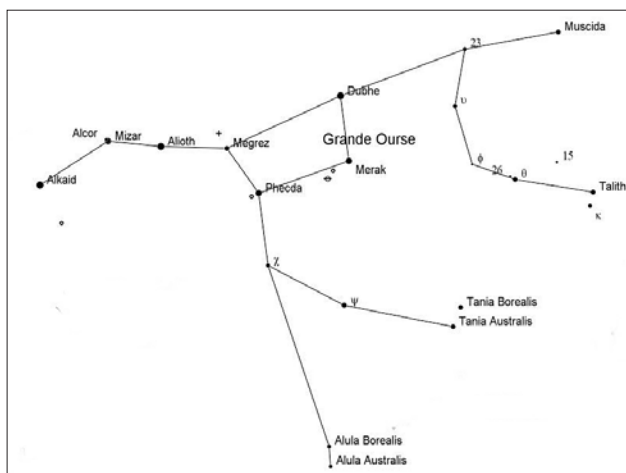 Muscida
23
Dubhe
υ
Alcor
Mizar
Alioth
Megrez
Grande Ourse
Merak
φ
26
θ
15
Talith
κ
Alkaid
Phecda
χ
ψ
Tania Borealis
Tania Australis
Alula Borealis
Alula Australis